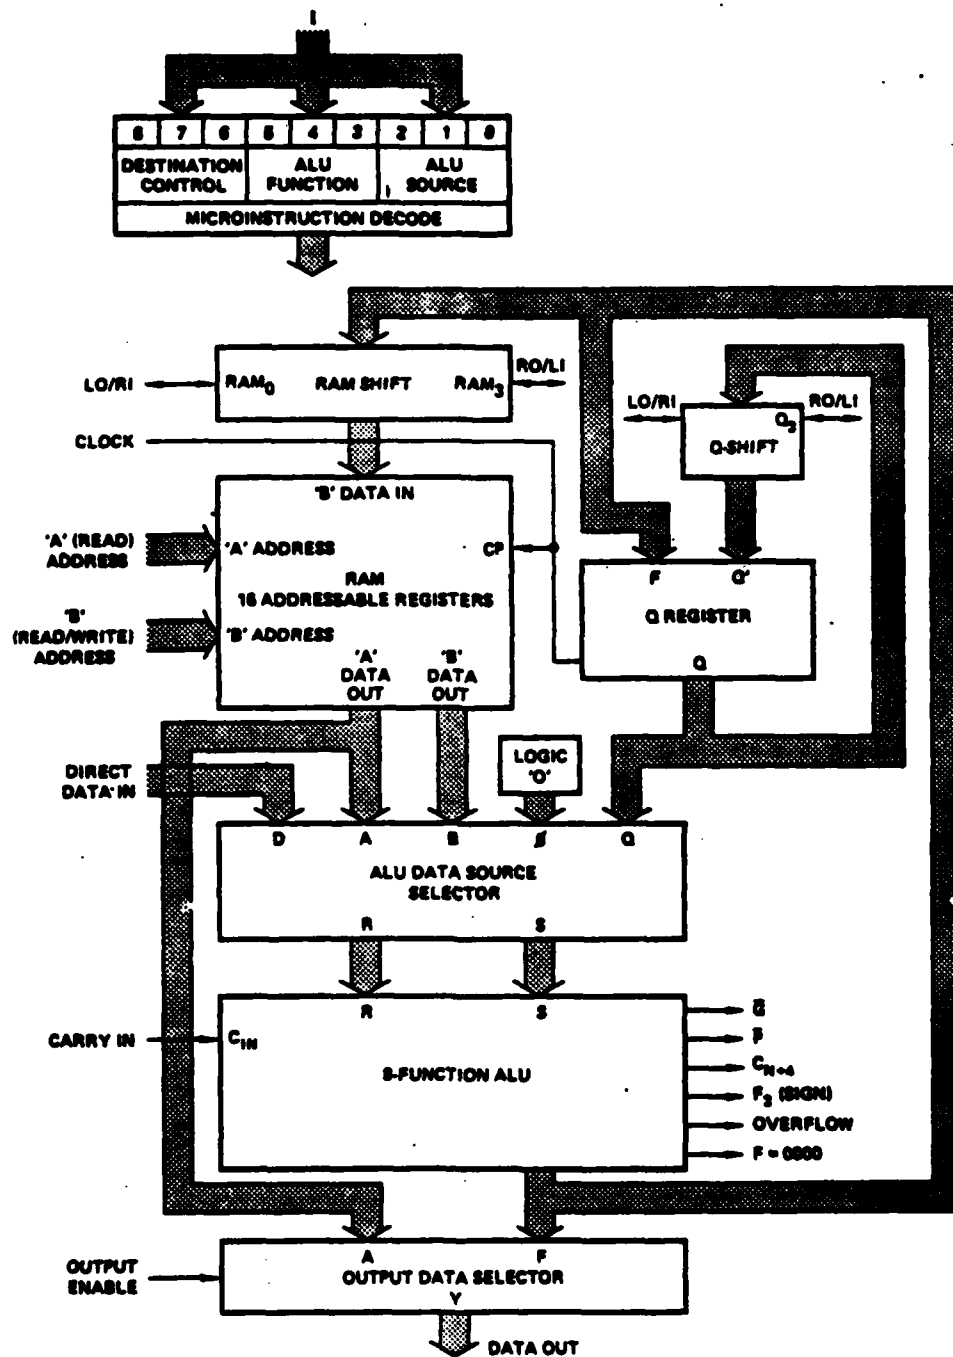 I
8 7 6 5 4 3 2 1 0
DESTINATION CONTROL
ALU FUNCTION
ALU SOURCE
MICROINSTRUCTION DECODE
LO/RI
RAM0
RAM SHIFT
RAM3
RO/LI
LO/RI
Q3
RO/LI
Q-SHIFT
CLOCK
'B' DATA IN
'A' (READ)
ADDRESS
'A' ADDRESS
CP
RAM
16 ADDRESSABLE REGISTERS
'B'
(READ/WRITE)
ADDRESS
'B' ADDRESS
'A'
DATA
OUT
'B'
DATA
OUT
F
Q'
Q REGISTER
Q
LOGIC
'0'
DIRECT
DATA IN
D A B Ø Q
ALU DATA SOURCE
SELECTOR
R S
R S
CARRY IN
CIN
8-FUNCTION ALU
G̅
P̅
CN+4
F3 (SIGN)
OVERFLOW
F = 0000
OUTPUT
ENABLE
A F
OUTPUT DATA SELECTOR
Y
DATA OUT